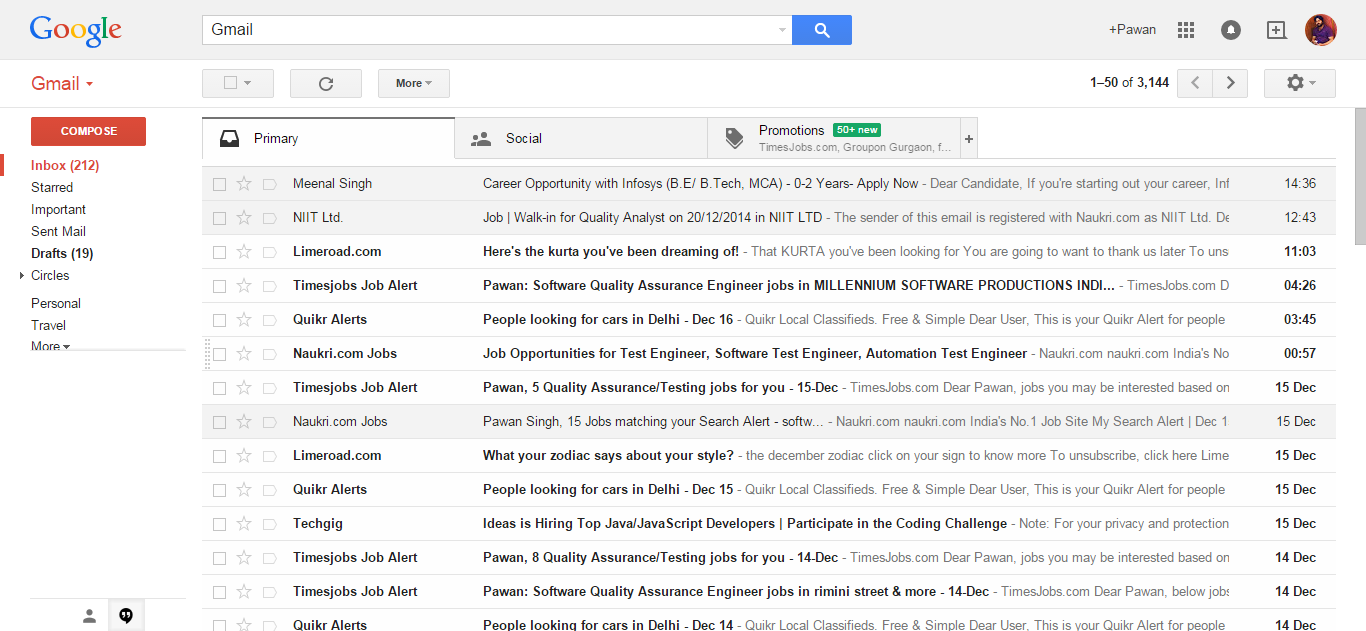 Google
Gmail
+Pawan
Gmail
More
1–50 of 3,144
COMPOSE
Inbox (212)
Starred
Important
Sent Mail
Drafts (19)
Circles
Personal
Travel
More
Primary
Social
Promotions 50+ new
TimesJobs.com, Groupon Gurgaon, f...
Meenal Singh Career Opportunity with Infosys (B.E/ B.Tech, MCA) - 0-2 Years- Apply Now - Dear Candidate, If you're starting out your career, Inf 14:36
NIIT Ltd. Job | Walk-in for Quality Analyst on 20/12/2014 in NIIT LTD - The sender of this email is registered with Naukri.com as NIIT Ltd. De 12:43
Limeroad.com Here's the kurta you've been dreaming of! - That KURTA you've been looking for You are going to want to thank us later To uns 11:03
Timesjobs Job Alert Pawan: Software Quality Assurance Engineer jobs in MILLENNIUM SOFTWARE PRODUCTIONS INDI... - TimesJobs.com D 04:26
Quikr Alerts People looking for cars in Delhi - Dec 16 - Quikr Local Classifieds. Free & Simple Dear User, This is your Quikr Alert for people 03:45
Naukri.com Jobs Job Opportunities for Test Engineer, Software Test Engineer, Automation Test Engineer - Naukri.com naukri.com India's No 00:57
Timesjobs Job Alert Pawan, 5 Quality Assurance/Testing jobs for you - 15-Dec - TimesJobs.com Dear Pawan, jobs you may be interested based on 15 Dec
Naukri.com Jobs Pawan Singh, 15 Jobs matching your Search Alert - softw... - Naukri.com naukri.com India's No.1 Job Site My Search Alert | Dec 1 15 Dec
Limeroad.com What your zodiac says about your style? - the december zodiac click on your sign to know more To unsubscribe, click here Lime 15 Dec
Quikr Alerts People looking for cars in Delhi - Dec 15 - Quikr Local Classifieds. Free & Simple Dear User, This is your Quikr Alert for people 15 Dec
Techgig Ideas is Hiring Top Java/JavaScript Developers | Participate in the Coding Challenge - Note: For your privacy and protection 15 Dec
Timesjobs Job Alert Pawan, 8 Quality Assurance/Testing jobs for you - 14-Dec - TimesJobs.com Dear Pawan, jobs you may be interested based on 14 Dec
Timesjobs Job Alert Pawan: Software Quality Assurance Engineer jobs in rimini street & more - 14-Dec - TimesJobs.com Dear Pawan, below jobs 14 Dec
Quikr Alerts People looking for cars in Delhi - Dec 14 - Quikr Local Classifieds. Free & Simple Dear User, This is your Quikr Alert for people 14 Dec